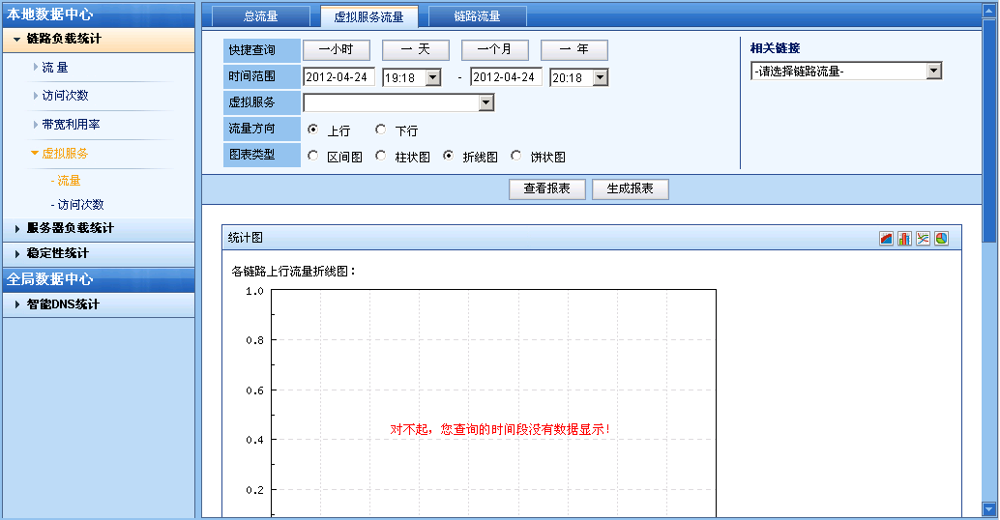 本地数据中心
链路负载统计
流 量
访问次数
带宽利用率
虚拟服务
- 流量
- 访问次数
服务器负载统计
稳定性统计
全局数据中心
智能DNS统计
总流量 虚拟服务流量 链路流量
快捷查询 一小时 一 天 一个月 一 年
时间范围 2012-04-24 19:18 - 2012-04-24 20:18
虚拟服务
流量方向 上行 下行
图表类型 区间图 柱状图 折线图 饼状图
相关链接
-请选择链路流量-
查看报表 生成报表
统计图
各链路上行流量折线图：
1.0
0.8
0.6
对不起，您查询的时间段没有数据显示！
0.4
0.2